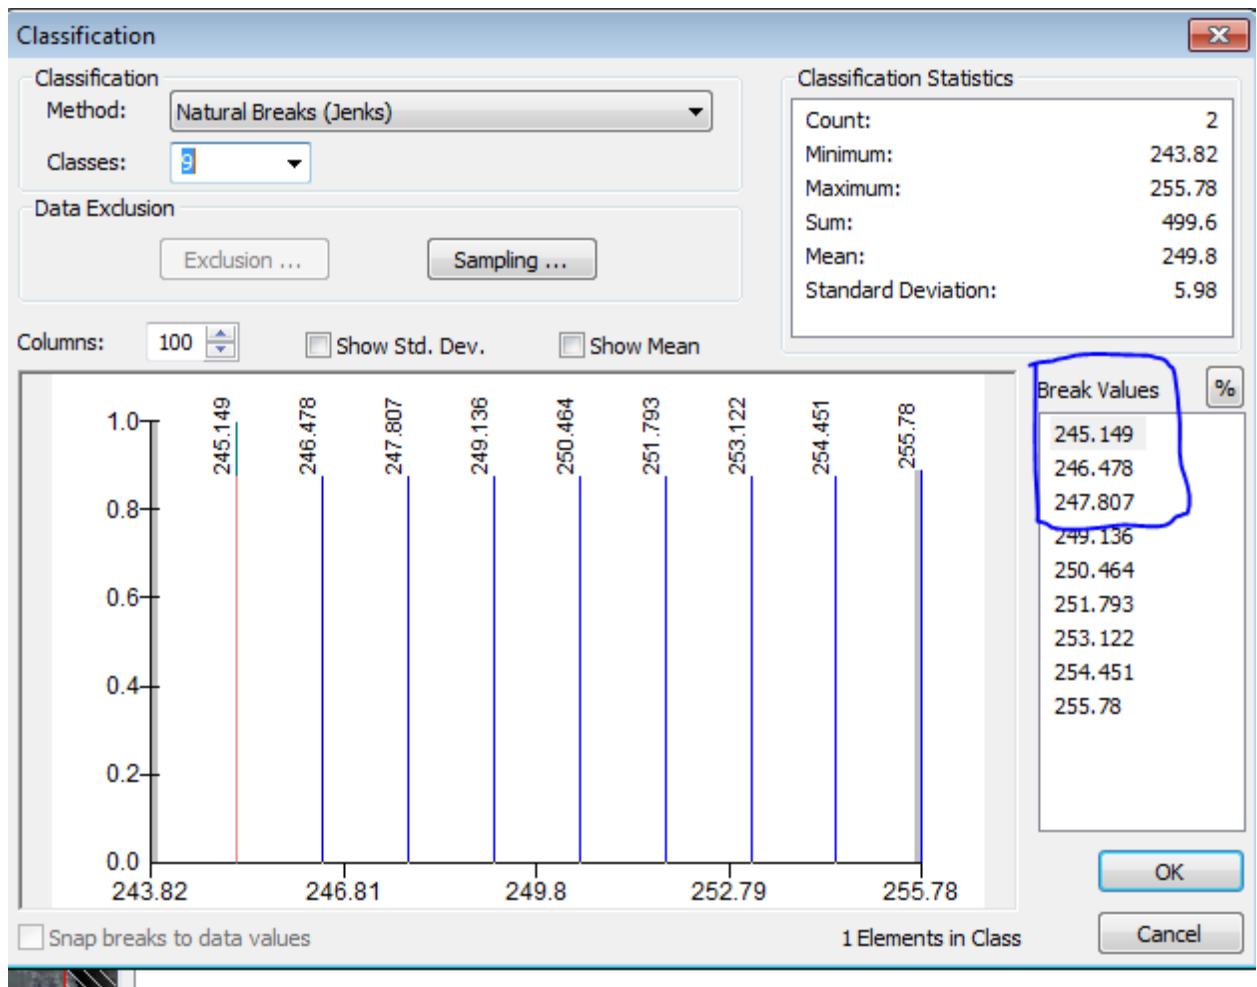 Classification
Classification
Method: Natural Breaks (Jenks)
Classes: 9
Data Exclusion
Exclusion ...
Sampling ...
Classification Statistics
Count: 2
Minimum: 243.82
Maximum: 255.78
Sum: 499.6
Mean: 249.8
Standard Deviation: 5.98
Columns: 100
Show Std. Dev.
Show Mean
Break Values
%
245.149
246.478
247.807
249.136
250.464
251.793
253.122
254.451
255.78
245.149 246.478 247.807 249.136 250.464 251.793 253.122 254.451 255.78
1.0
0.8
0.6
0.4
0.2
0.0
243.82 246.81 249.8 252.79 255.78
Snap breaks to data values
1 Elements in Class
OK
Cancel